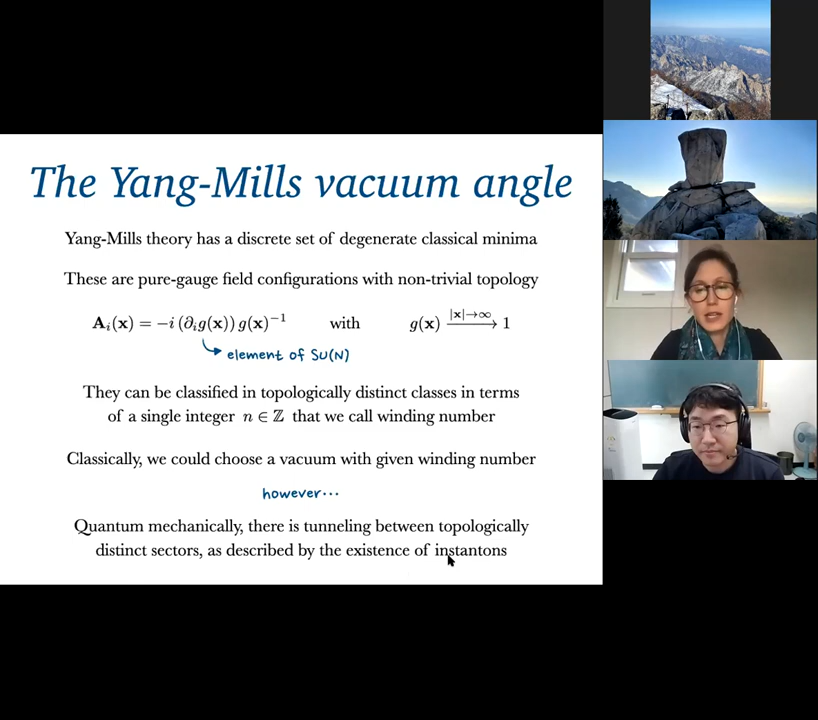 The Yang-Mills vacuum angle
Yang-Mills theory has a discrete set of degenerate classical minima
These are pure-gauge field configurations with non-trivial topology
𝐀ᵢ(𝐱) = −i (∂ᵢg(𝐱)) g(𝐱)⁻¹ with g(𝐱) —|𝐱|→∞→ 1
element of SU(N)
They can be classified in topologically distinct classes in terms
of a single integer n ∈ ℤ that we call winding number
Classically, we could choose a vacuum with given winding number
however...
Quantum mechanically, there is tunneling between topologically
distinct sectors, as described by the existence of instantons